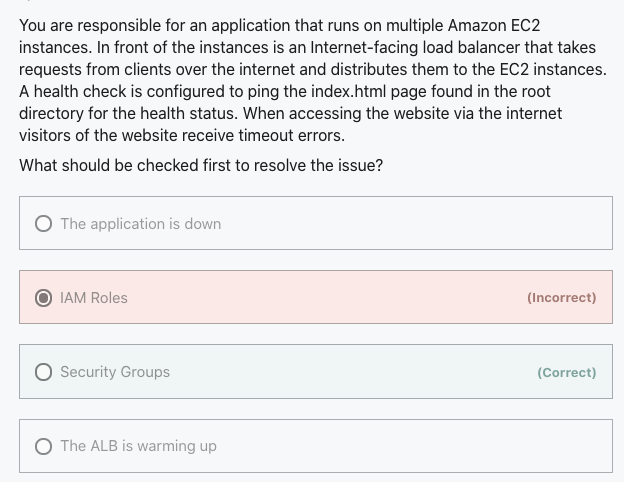 You are responsible for an application that runs on multiple Amazon EC2
instances. In front of the instances is an Internet-facing load balancer that takes
requests from clients over the internet and distributes them to the EC2 instances.
A health check is configured to ping the index.html page found in the root
directory for the health status. When accessing the website via the internet
visitors of the website receive timeout errors.
What should be checked first to resolve the issue?
The application is down
IAM Roles (Incorrect)
Security Groups (Correct)
The ALB is warming up